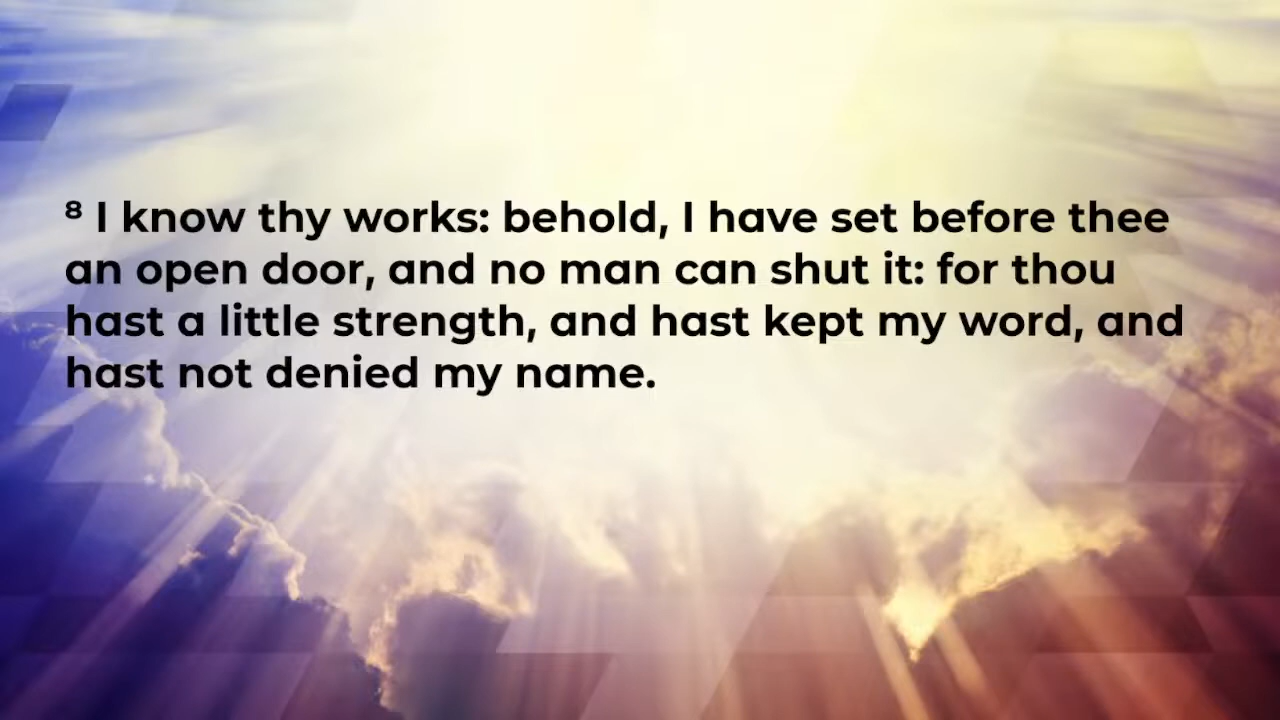 ⁸ I know thy works: behold, I have set before thee
an open door, and no man can shut it: for thou
hast a little strength, and hast kept my word, and
hast not denied my name.